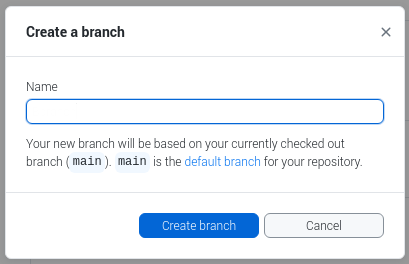 Create a branch
Name
Your new branch will be based on your currently checked out
branch ( main ). main is the default branch for your repository.
Create branch
Cancel